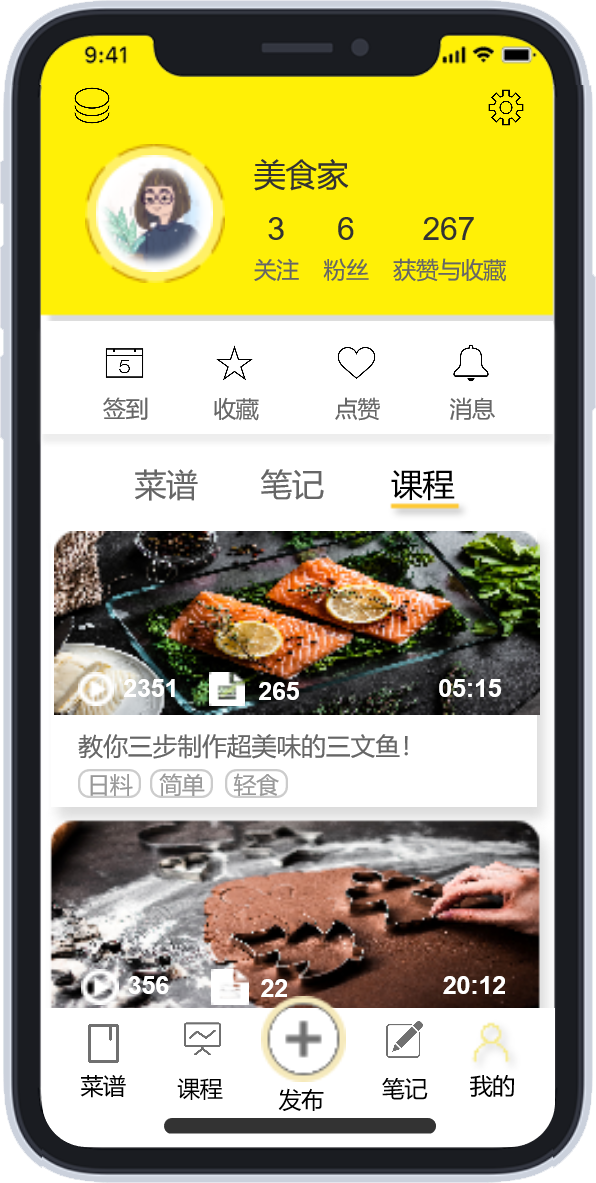 9:41
美食家
3 6 267
关注 粉丝 获赞与收藏
5
签到 收藏 点赞 消息
菜谱 笔记 课程
2351 265 05:15
教你三步制作超美味的三文鱼！
日料 简单 轻食
356 22 20:12
菜谱 课程 发布 笔记 我的